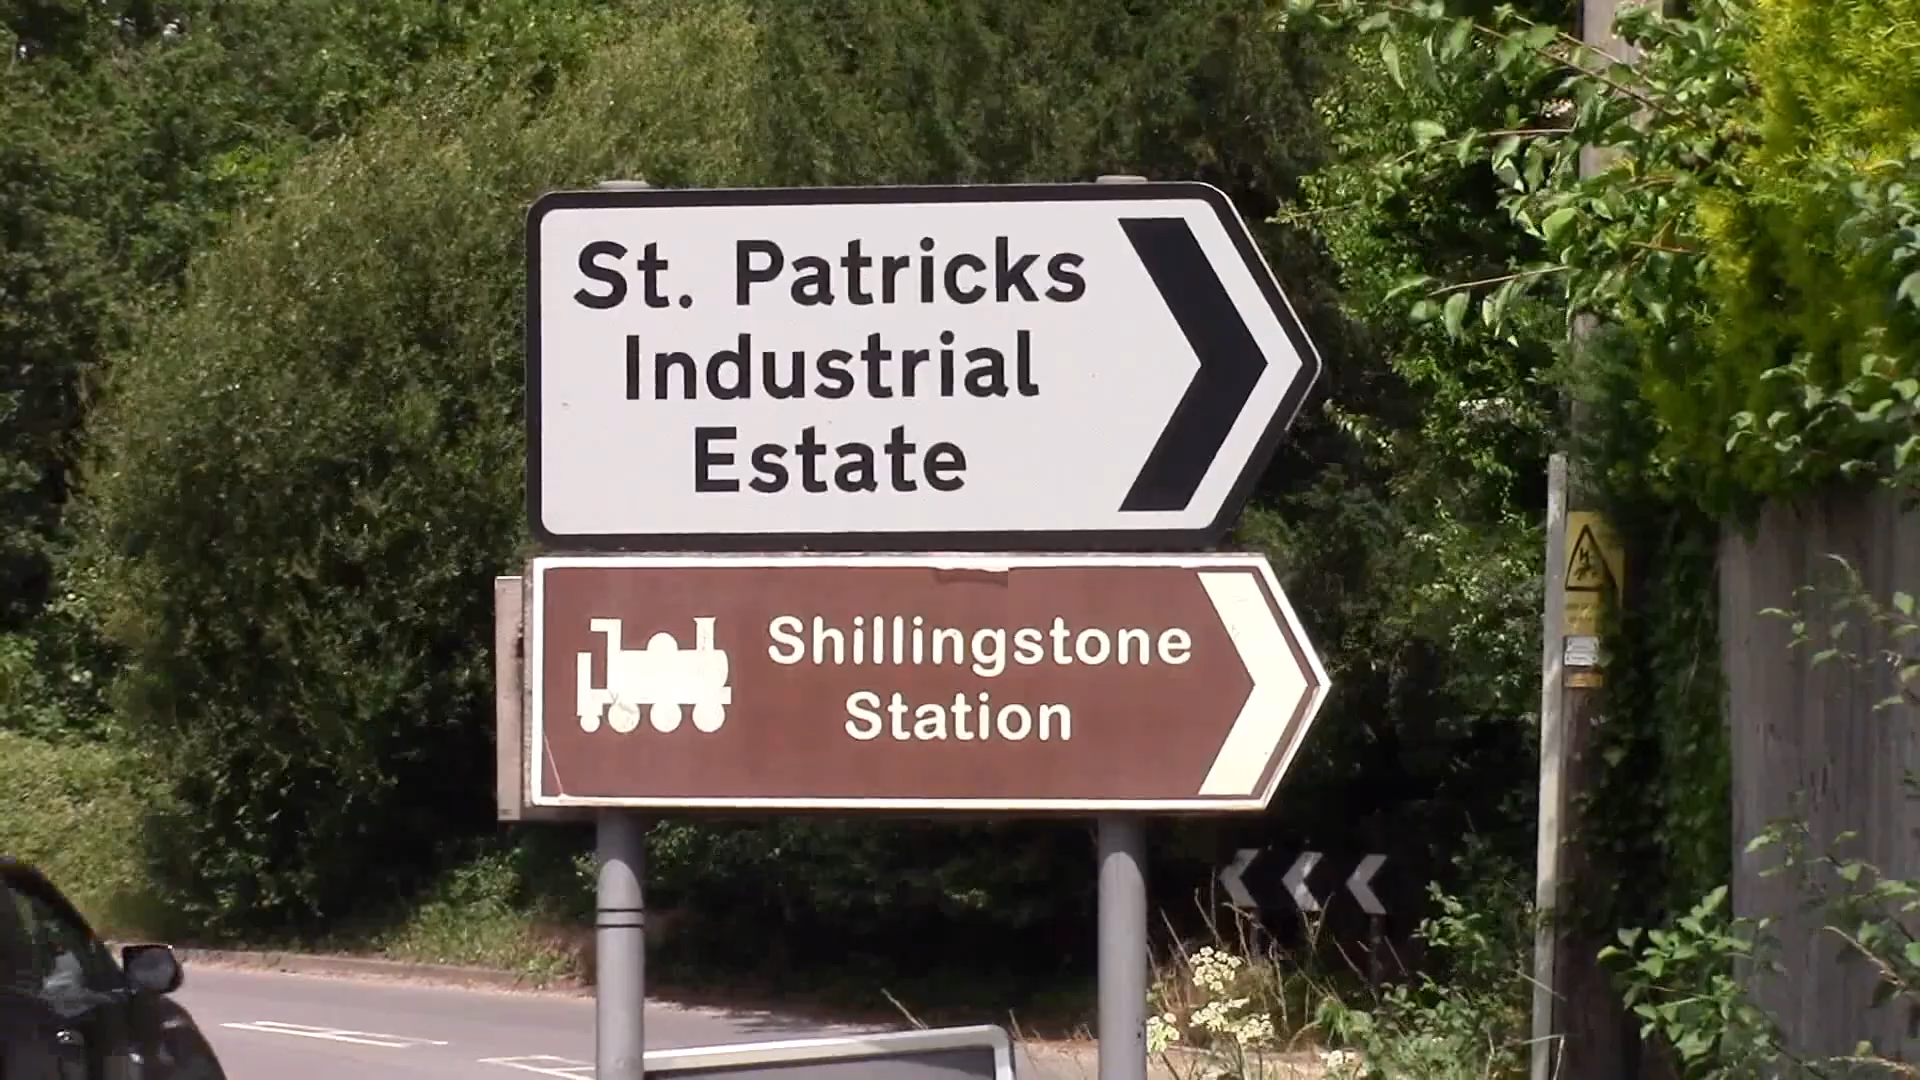 St. Patricks
Industrial
Estate
Shillingstone
Station